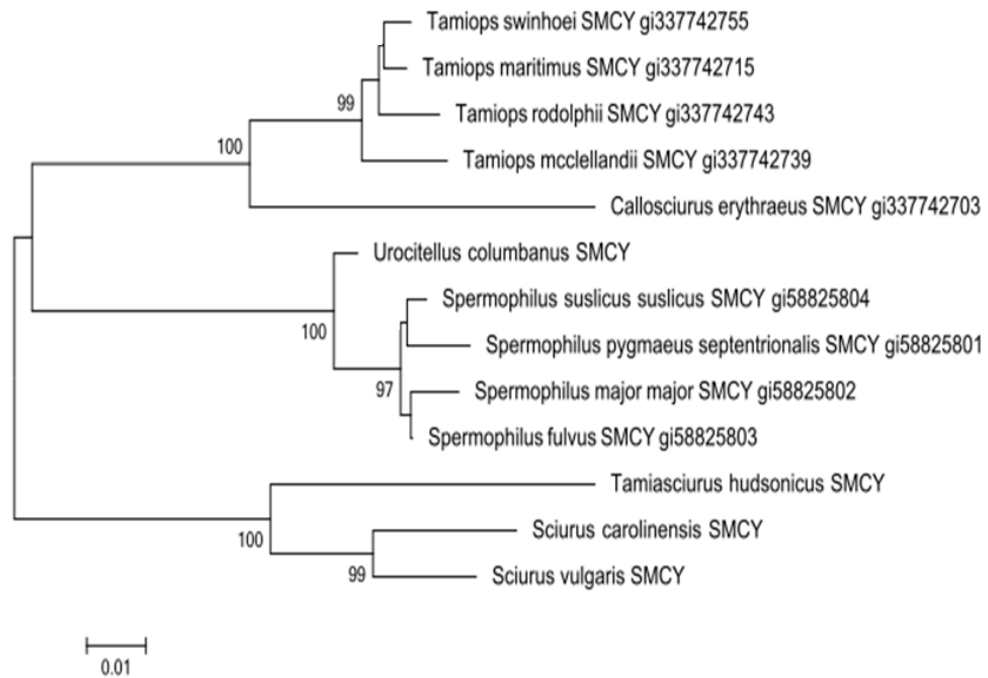 Tamiops swinhoei SMCY gi337742755
Tamiops maritimus SMCY gi337742715
99
Tamiops rodolphii SMCY gi337742743
100
Tamiops mcclellandii SMCY gi337742739
Callosciurus erythraeus SMCY gi337742703
Urocitellus columbanus SMCY
Spermophilus suslicus suslicus SMCY gi58825804
100
Spermophilus pygmaeus septentrionalis SMCY gi58825801
97
Spermophilus major major SMCY gi58825802
Spermophilus fulvus SMCY gi58825803
Tamiasciurus hudsonicus SMCY
Sciurus carolinensis SMCY
100
99
Sciurus vulgaris SMCY
0.01